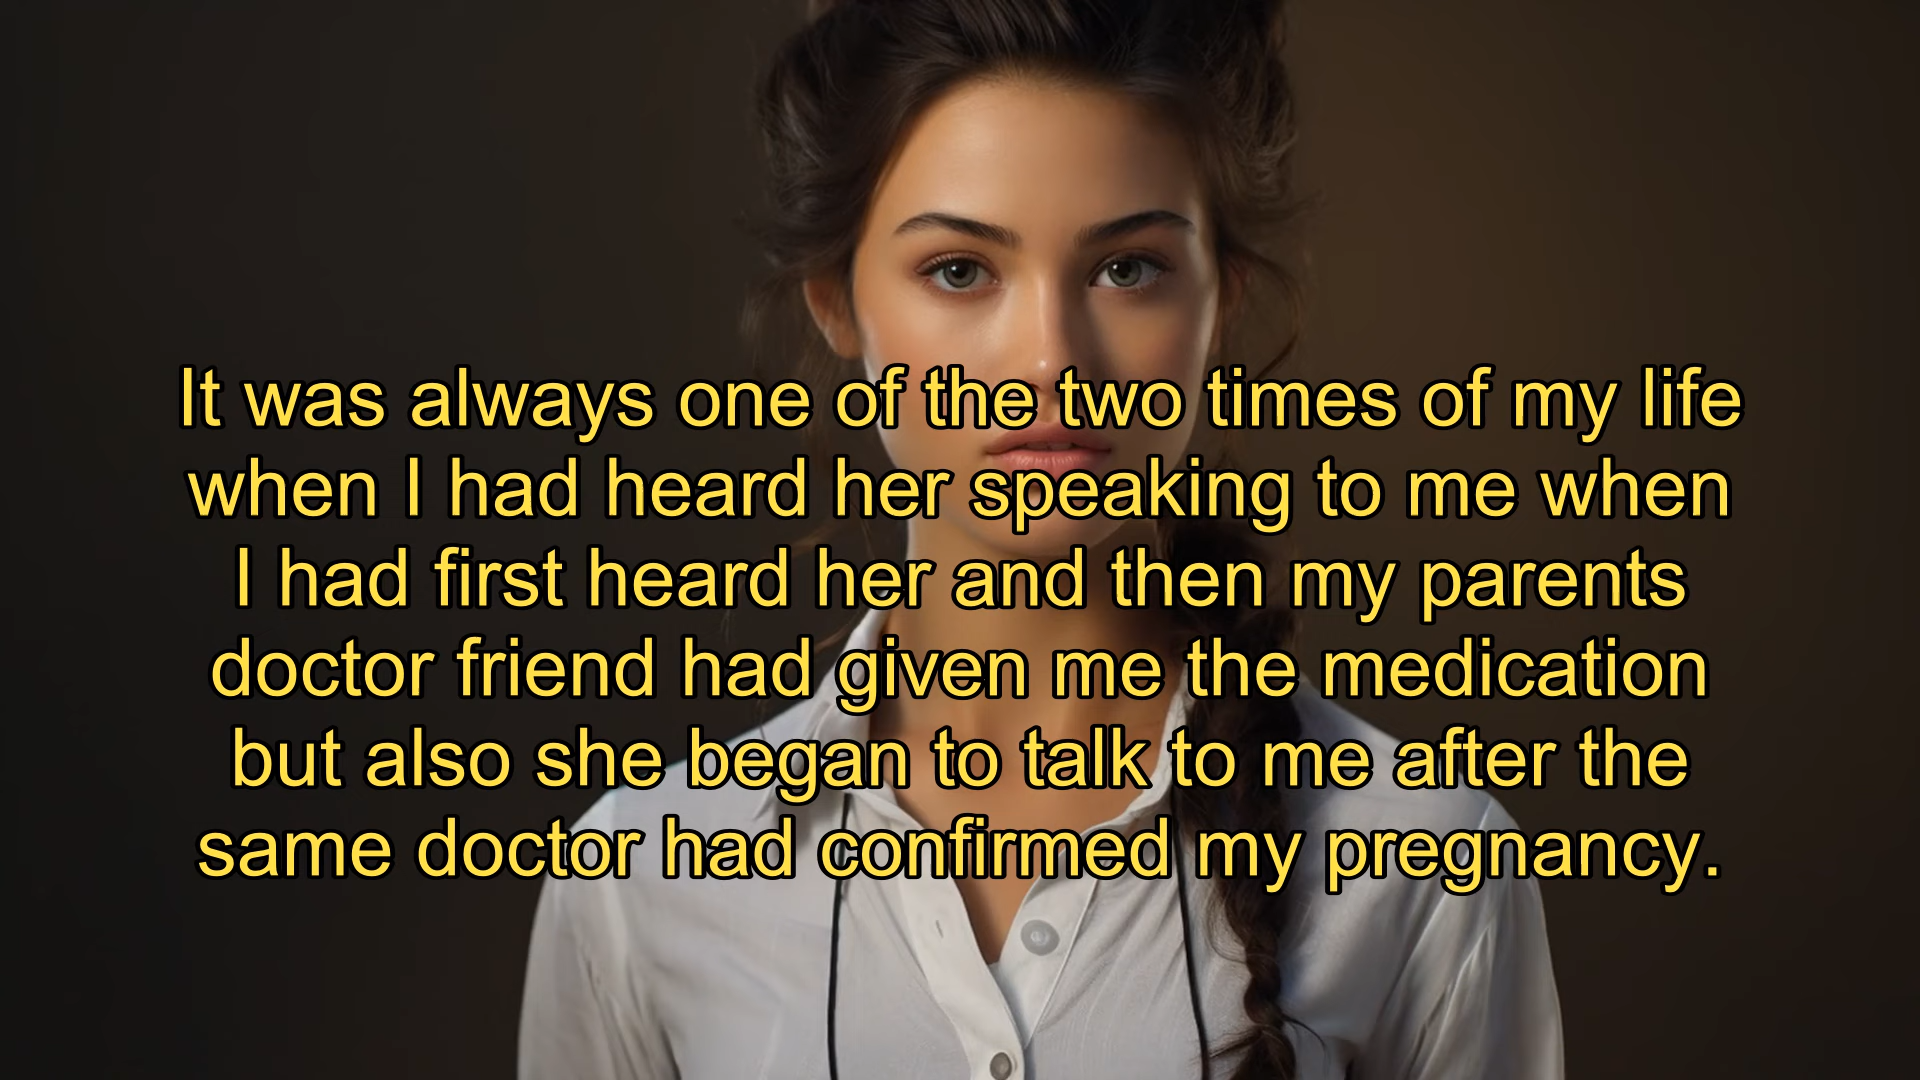 It was always one of the two times of my life
when I had heard her speaking to me when
I had first heard her and then my parents
doctor friend had given me the medication
but also she began to talk to me after the
same doctor had confirmed my pregnancy.